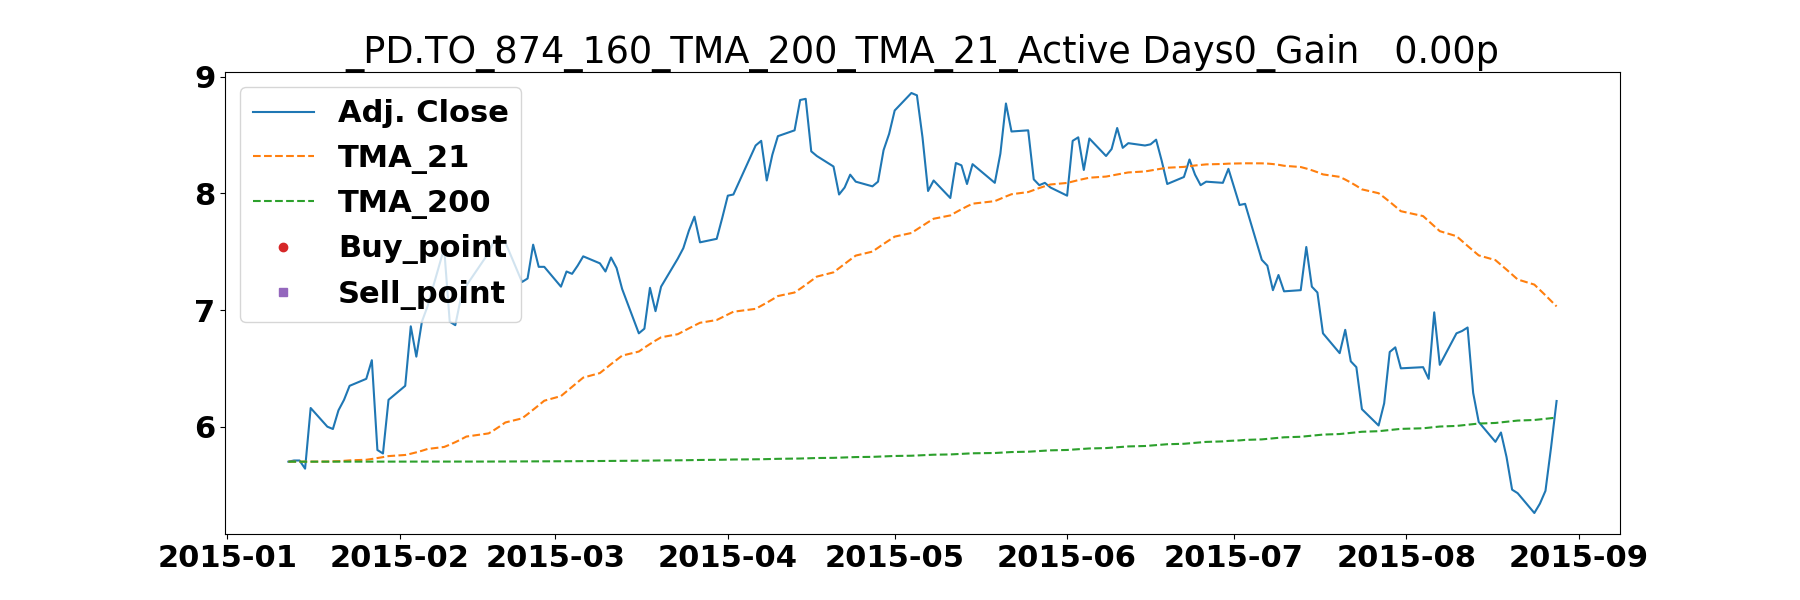 _PD.TO_874_160_TMA_200_TMA_21_Active Days0_Gain   0.00p
9
8
7
6
Adj. Close
TMA_21
TMA_200
Buy_point
Sell_point
2015-01 2015-02 2015-03 2015-04 2015-05 2015-06 2015-07 2015-08 2015-09